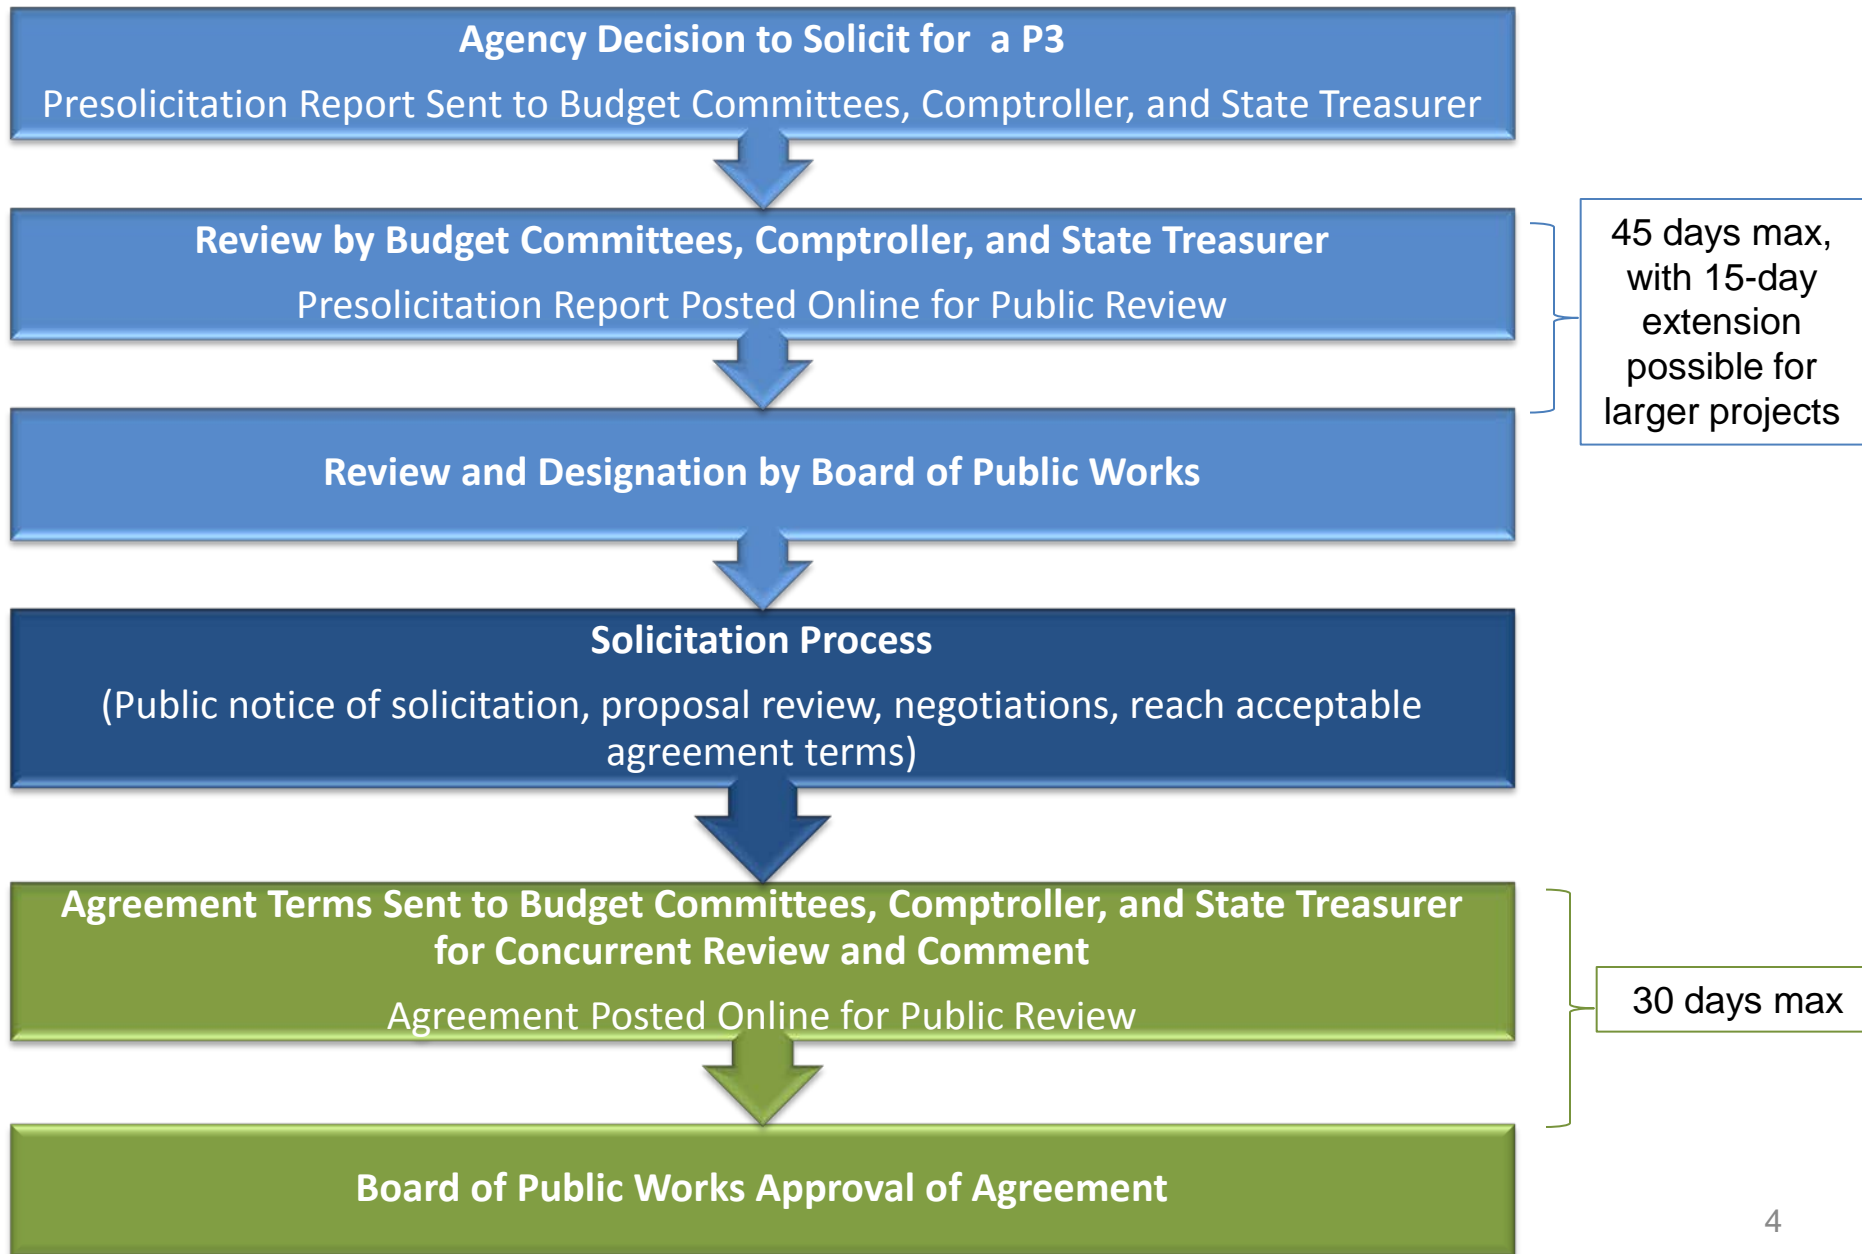 Agency Decision to Solicit for a P3
Presolicitation Report Sent to Budget Committees, Comptroller, and State Treasurer
Review by Budget Committees, Comptroller, and State Treasurer
Presolicitation Report Posted Online for Public Review
45 days max,
with 15-day
extension
possible for
larger projects
Review and Designation by Board of Public Works
Solicitation Process
(Public notice of solicitation, proposal review, negotiations, reach acceptable
agreement terms)
Agreement Terms Sent to Budget Committees, Comptroller, and State Treasurer
for Concurrent Review and Comment
Agreement Posted Online for Public Review
30 days max
Board of Public Works Approval of Agreement
4